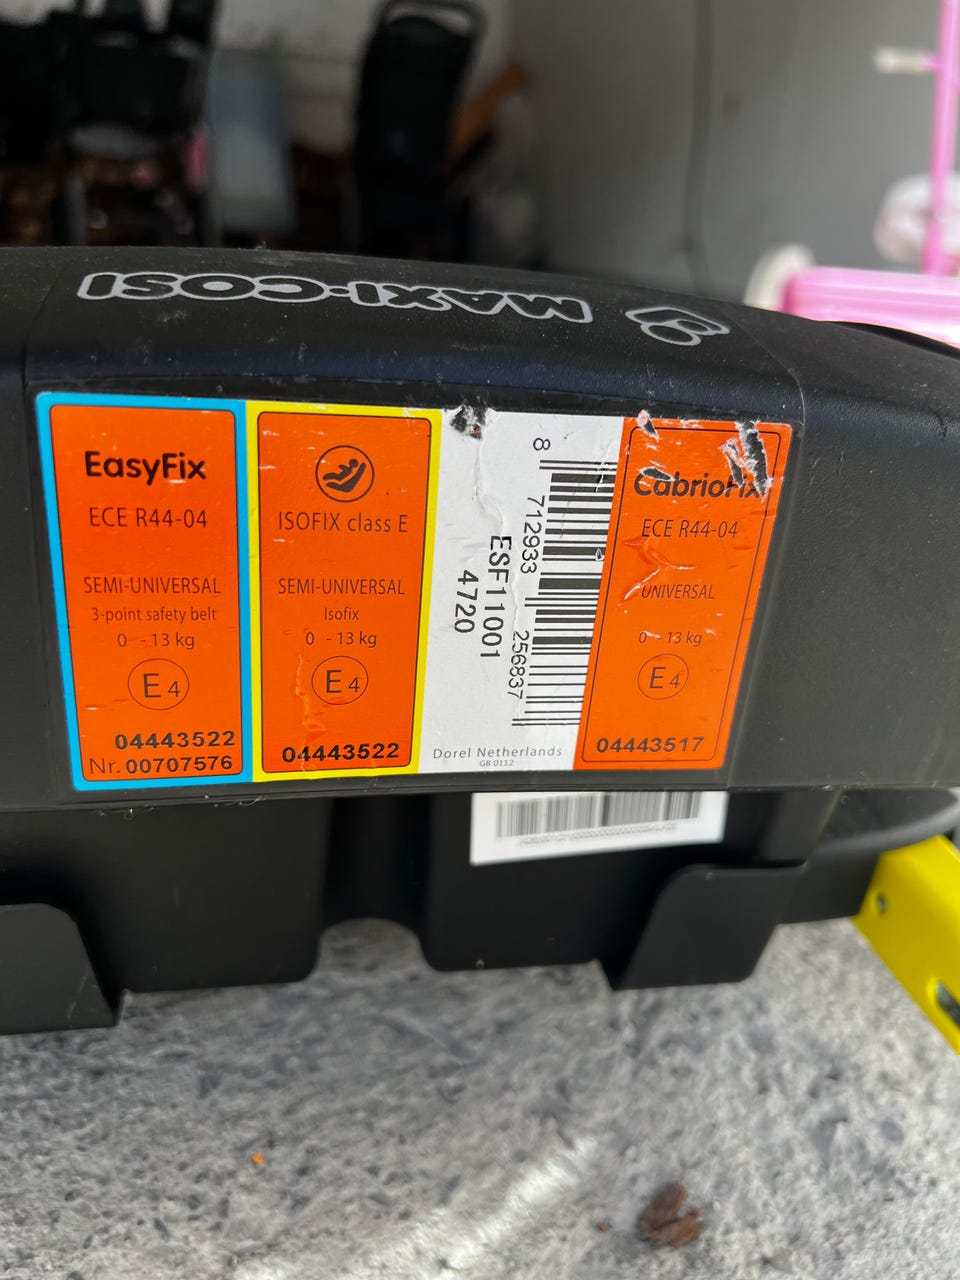 MAXI-COSI
EasyFix
ECE R44-04
SEMI-UNIVERSAL
3-point safety belt
0 - 13 kg
E4
04443522
Nr. 00707576
ISOFIX class E
SEMI-UNIVERSAL
Isofix
0 - 13 kg
E4
04443522
8 712933 256837
ESF11001
4720
Dorel Netherlands
GB 0112
CabrioFix
ECE R44-04
UNIVERSAL
0 - 13 kg
E4
04443517